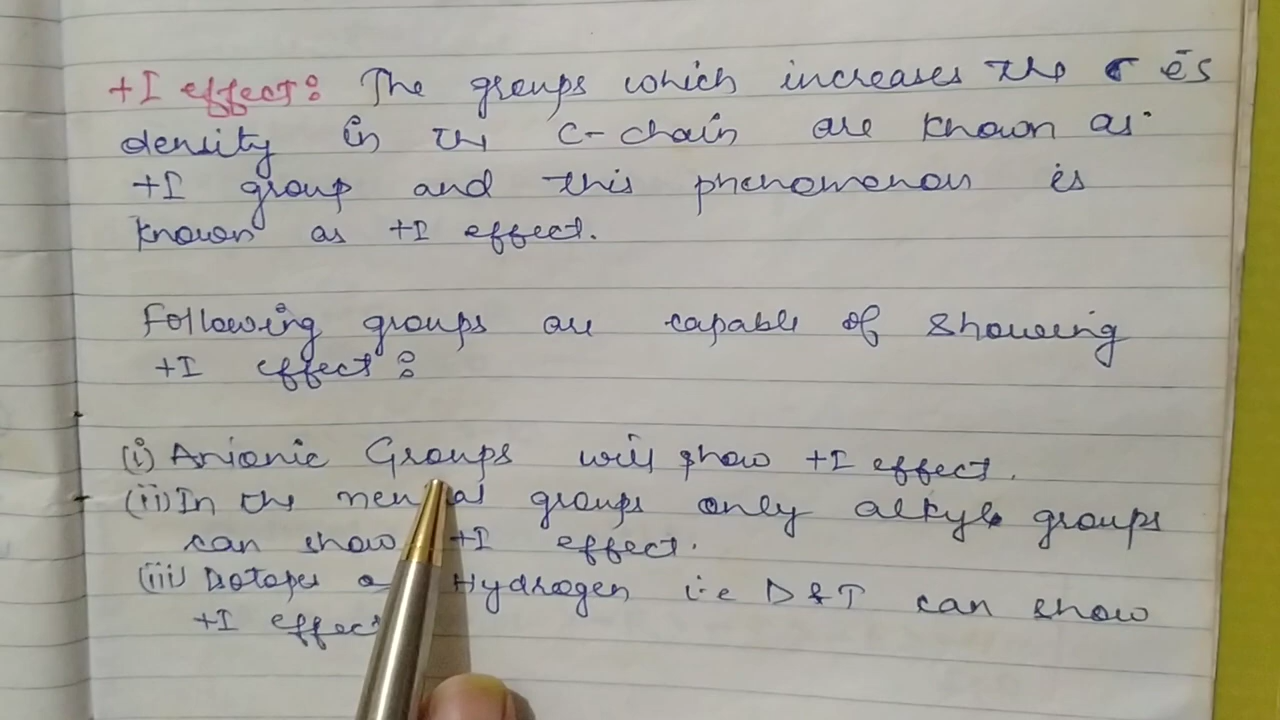 +I effect: The groups which increases the σ ēs
density in the C-chain are known as
+I group and this phenomenon is
known as +I effect.
Following groups are capable of showing
+I effect:
(i) Anionic Groups will show +I effect.
(ii) In the groups only alkyl groups
can show +I effect.
(iii) Isotopes Hydrogen i.e D & T can show
+I effect